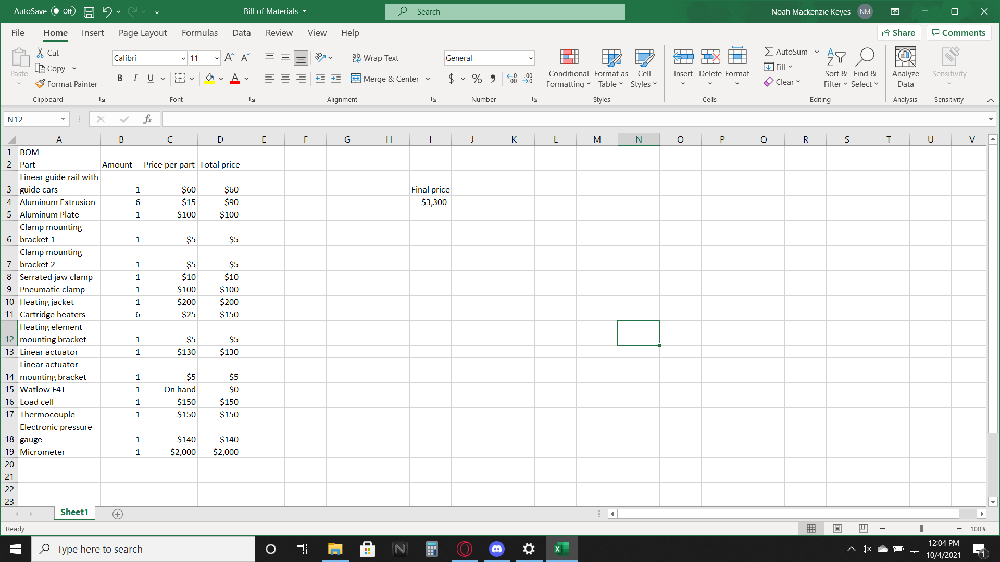 AutoSave Off Bill of Materials Search Noah Mackenzie Keyes NM
File Home Insert Page Layout Formulas Data Review View Help Share Comments
Paste Cut Copy Format Painter Clipboard
Calibri 11 B I U A Font
Wrap Text Merge & Center Alignment
General $ % Number
Conditional Formatting Format as Table Cell Styles Styles
Insert Delete Format Cells
AutoSum Fill Clear Sort & Filter Find & Select Editing
Analyze Data Analysis
Sensitivity Sensitivity
N12 fx
A B C D E F G H I J K L M N O P Q R S T U V
1 BOM
2 Part Amount Price per part Total price
Linear guide rail with
3 guide cars 1 $60 $60 Final price
4 Aluminum Extrusion 6 $15 $90 $3,300
5 Aluminum Plate 1 $100 $100
Clamp mounting
6 bracket 1 1 $5 $5
Clamp mounting
7 bracket 2 1 $5 $5
8 Serrated jaw clamp 1 $10 $10
9 Pneumatic clamp 1 $100 $100
10 Heating jacket 1 $200 $200
11 Cartridge heaters 6 $25 $150
Heating element
12 mounting bracket 1 $5 $5
13 Linear actuator 1 $130 $130
Linear actuator
14 mounting bracket 1 $5 $5
15 Watlow F4T 1 On hand $0
16 Load cell 1 $150 $150
17 Thermocouple 1 $150 $150
Electronic pressure
18 gauge 1 $140 $140
19 Micrometer 1 $2,000 $2,000
20
21
22
23
Sheet1
Ready 100%
Type here to search 12:04 PM
10/4/2021 1